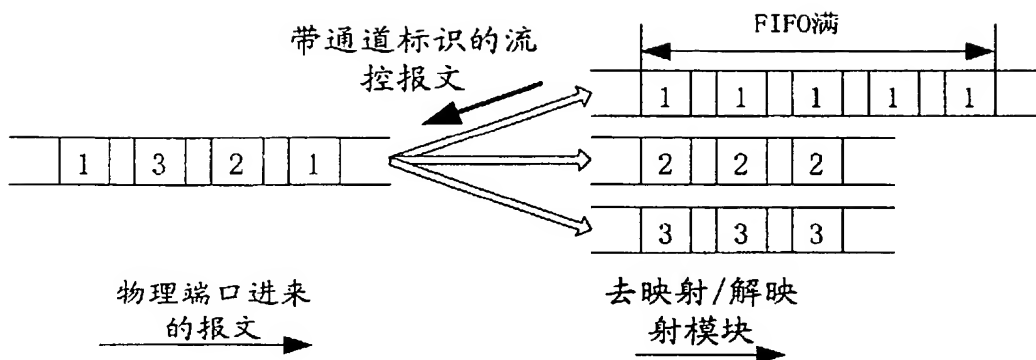 FIFO满
带通道标识的流
控报文
1 1 1 1 1
1 3 2 1
2 2 2
3 3 3
物理端口进来
的报文
去映射/解映
射模块